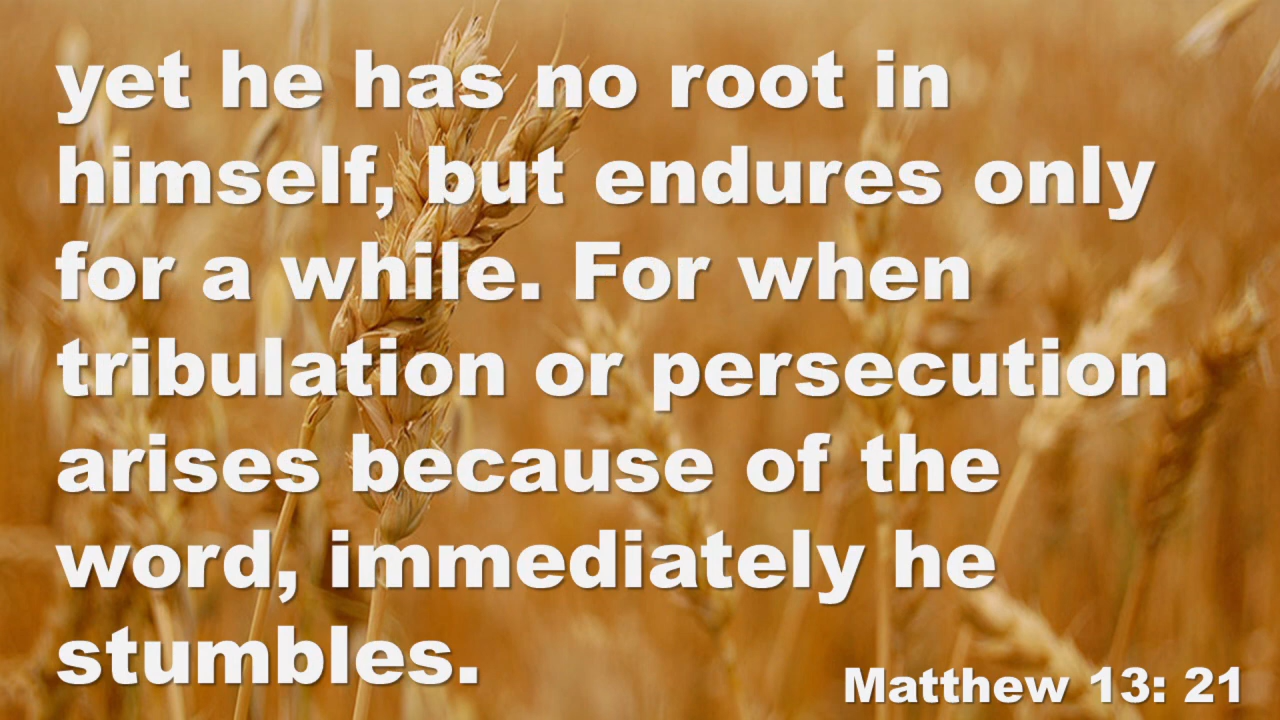 yet he has no root in
himself, but endures only
for a while. For when
tribulation or persecution
arises because of the
word, immediately he
stumbles.
Matthew 13: 21